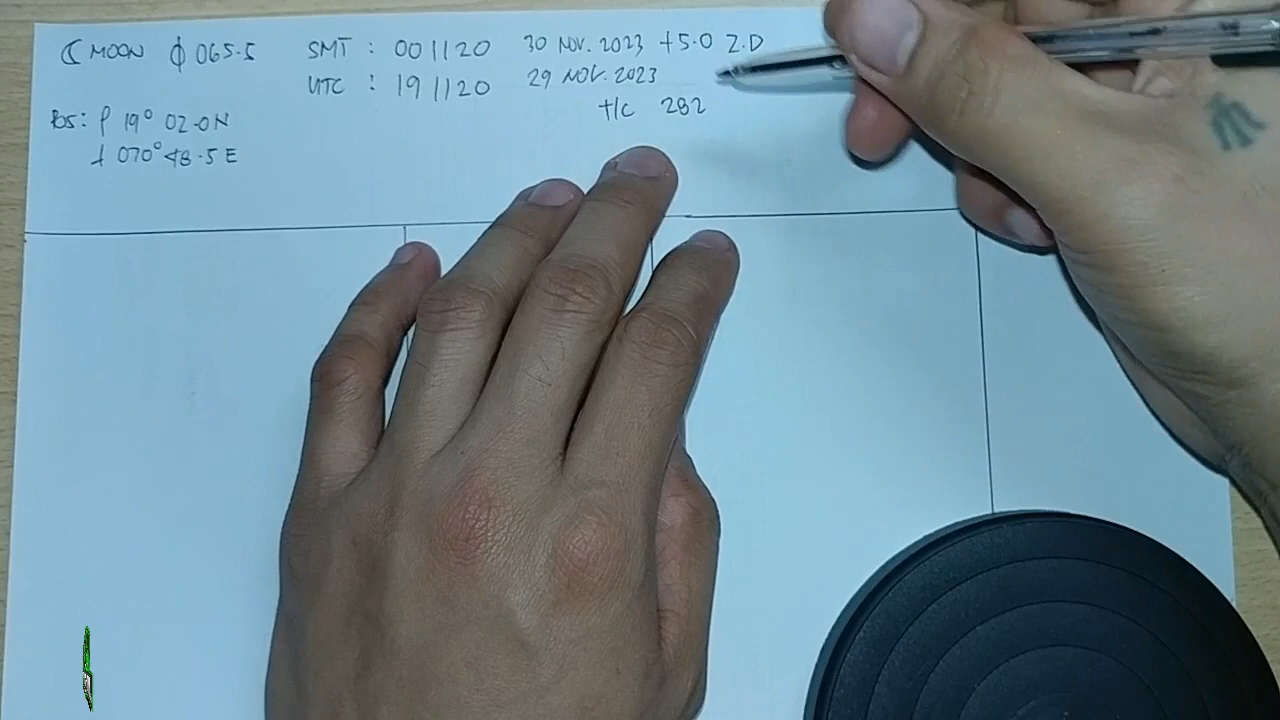 ☾ MOON ϕ 065.5 SMT : 001120 30 NOV. 2023 +5.0 Z.D
UTC : 191120 29 NOV. 2023
Pos: φ 19° 02.0N T/C 282
λ 070° 48.5 E